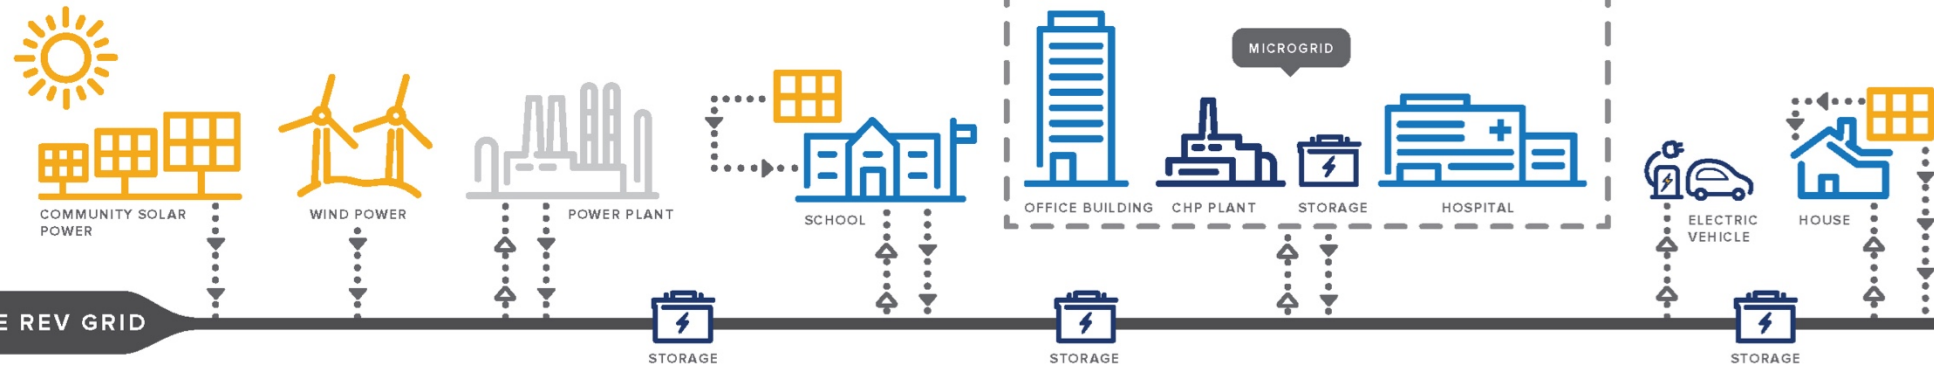 MICROGRID
COMMUNITY SOLAR
POWER
WIND POWER
POWER PLANT
SCHOOL
OFFICE BUILDING
CHP PLANT
STORAGE
HOSPITAL
ELECTRIC
VEHICLE
HOUSE
E REV GRID
STORAGE
STORAGE
STORAGE